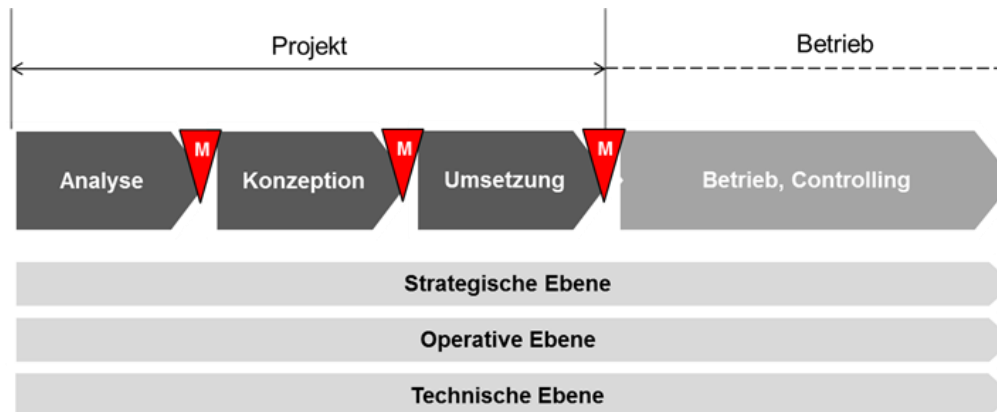 Projekt
Betrieb
M
M
M
Analyse
Konzeption
Umsetzung
Betrieb, Controlling
Strategische Ebene
Operative Ebene
Technische Ebene